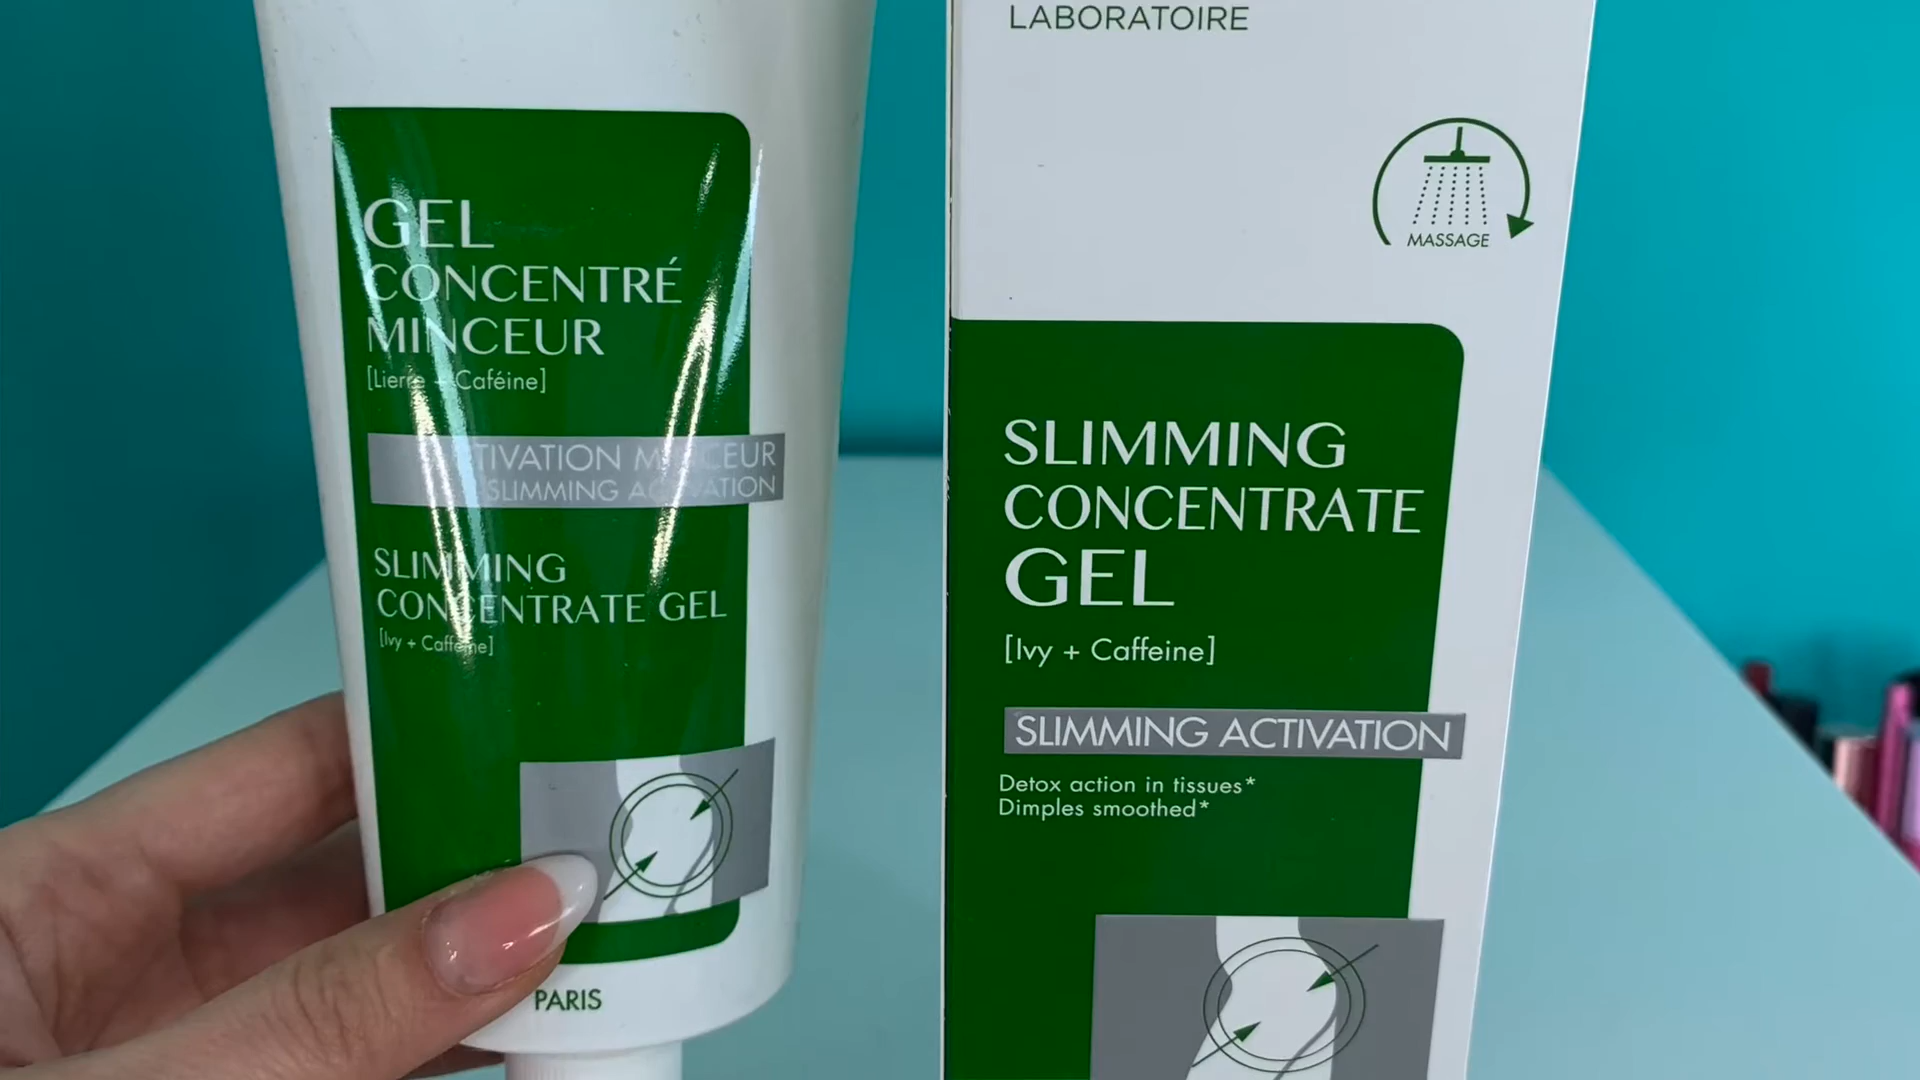 GEL
CONCENTRÉ
MINCEUR
[Lierre + Caféine]
ACTIVATION MINCEUR
SLIMMING ACTIVATION
SLIMMING
CONCENTRATE GEL
[Ivy + Caffeine]
PARIS
LABORATOIRE
MASSAGE
SLIMMING
CONCENTRATE
GEL
[Ivy + Caffeine]
SLIMMING ACTIVATION
Detox action in tissues*
Dimples smoothed*